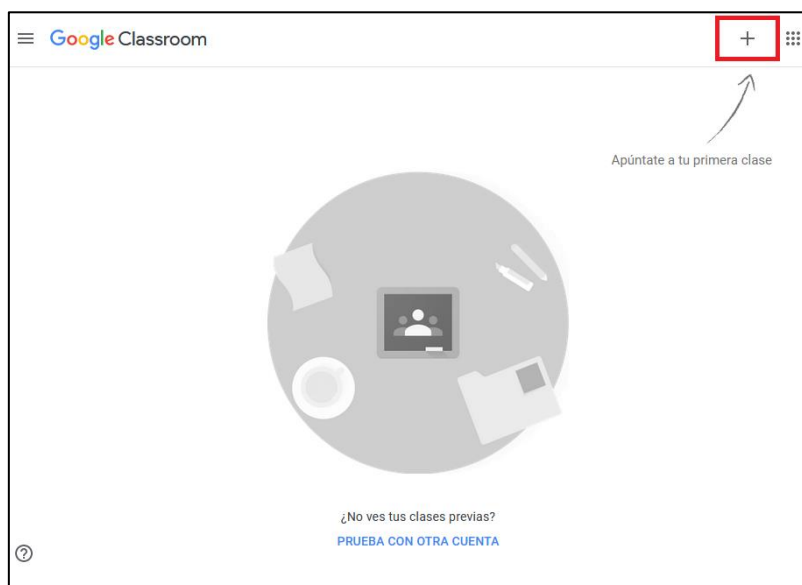 Google Classroom
Apúntate a tu primera clase
¿No ves tus clases previas?
PRUEBA CON OTRA CUENTA